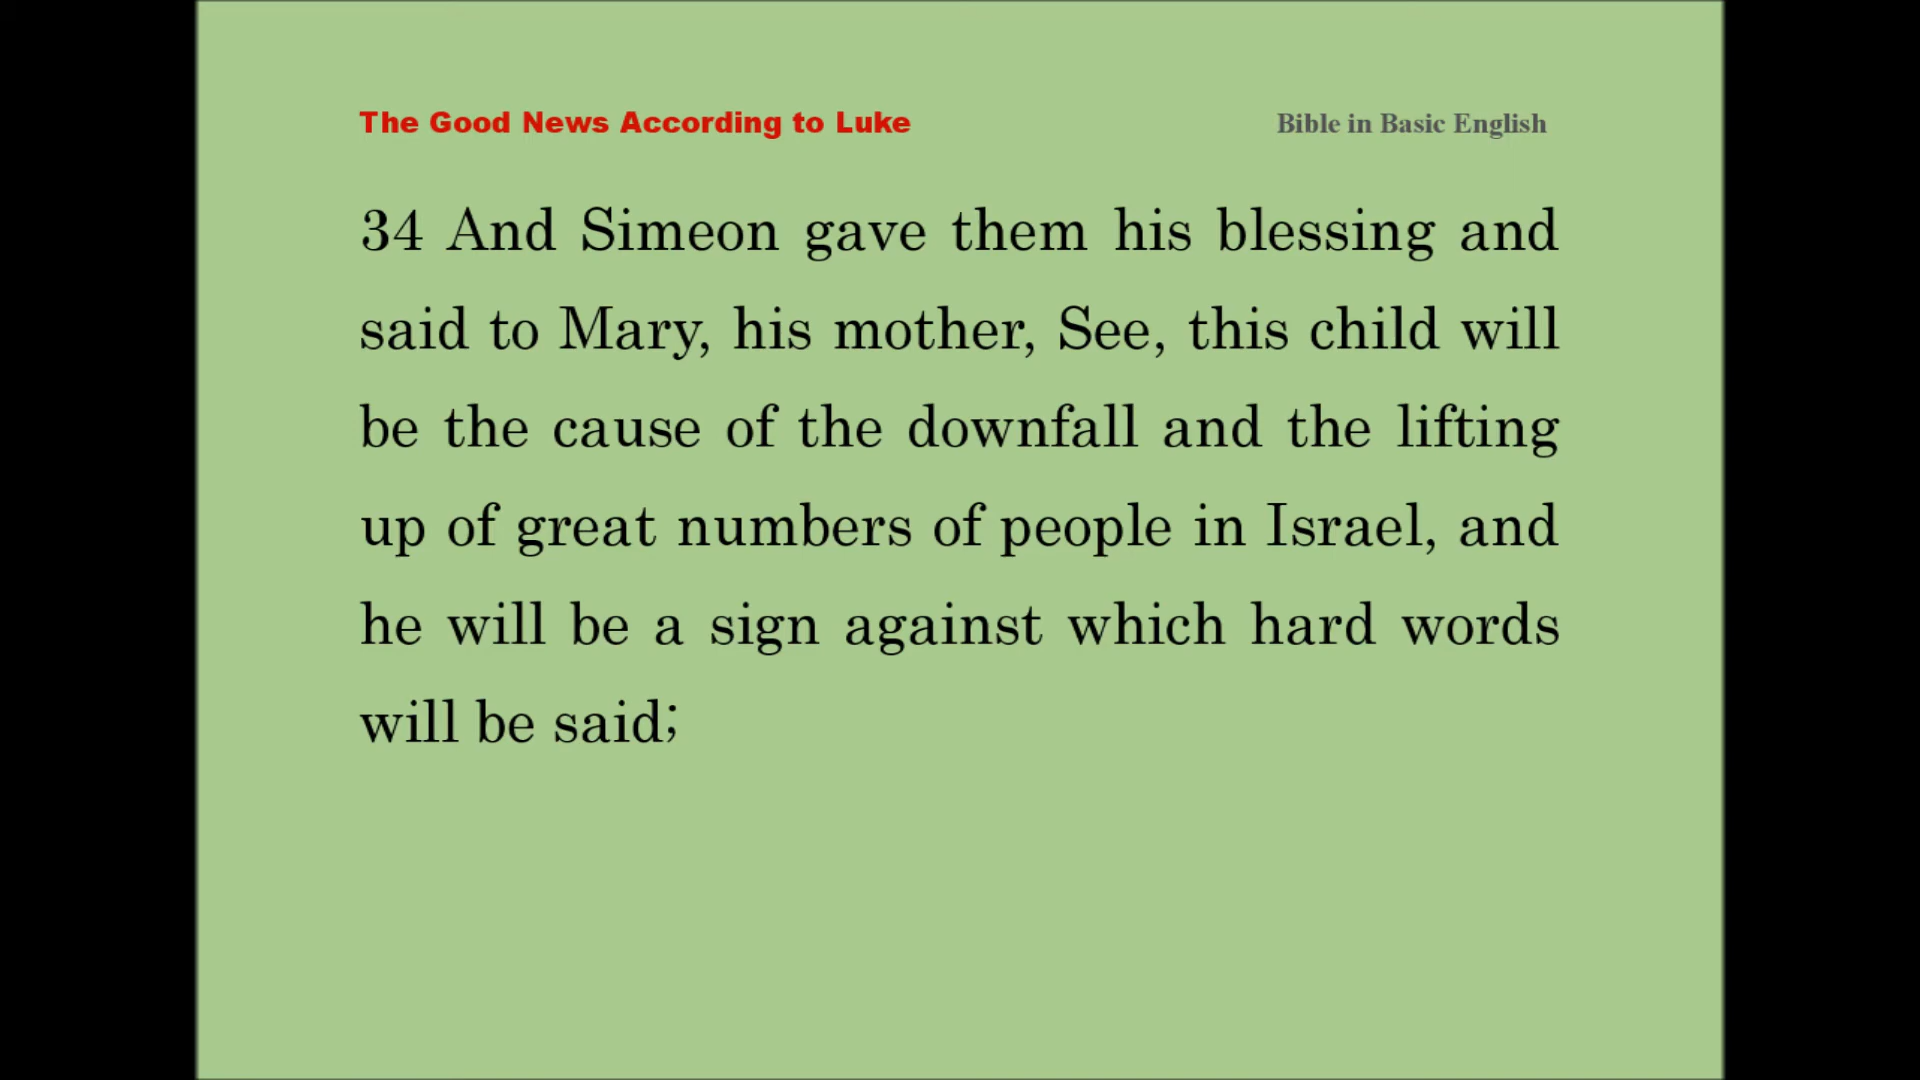 The Good News According to Luke Bible in Basic English
34 And Simeon gave them his blessing and
said to Mary, his mother, See, this child will
be the cause of the downfall and the lifting
up of great numbers of people in Israel, and
he will be a sign against which hard words
will be said;